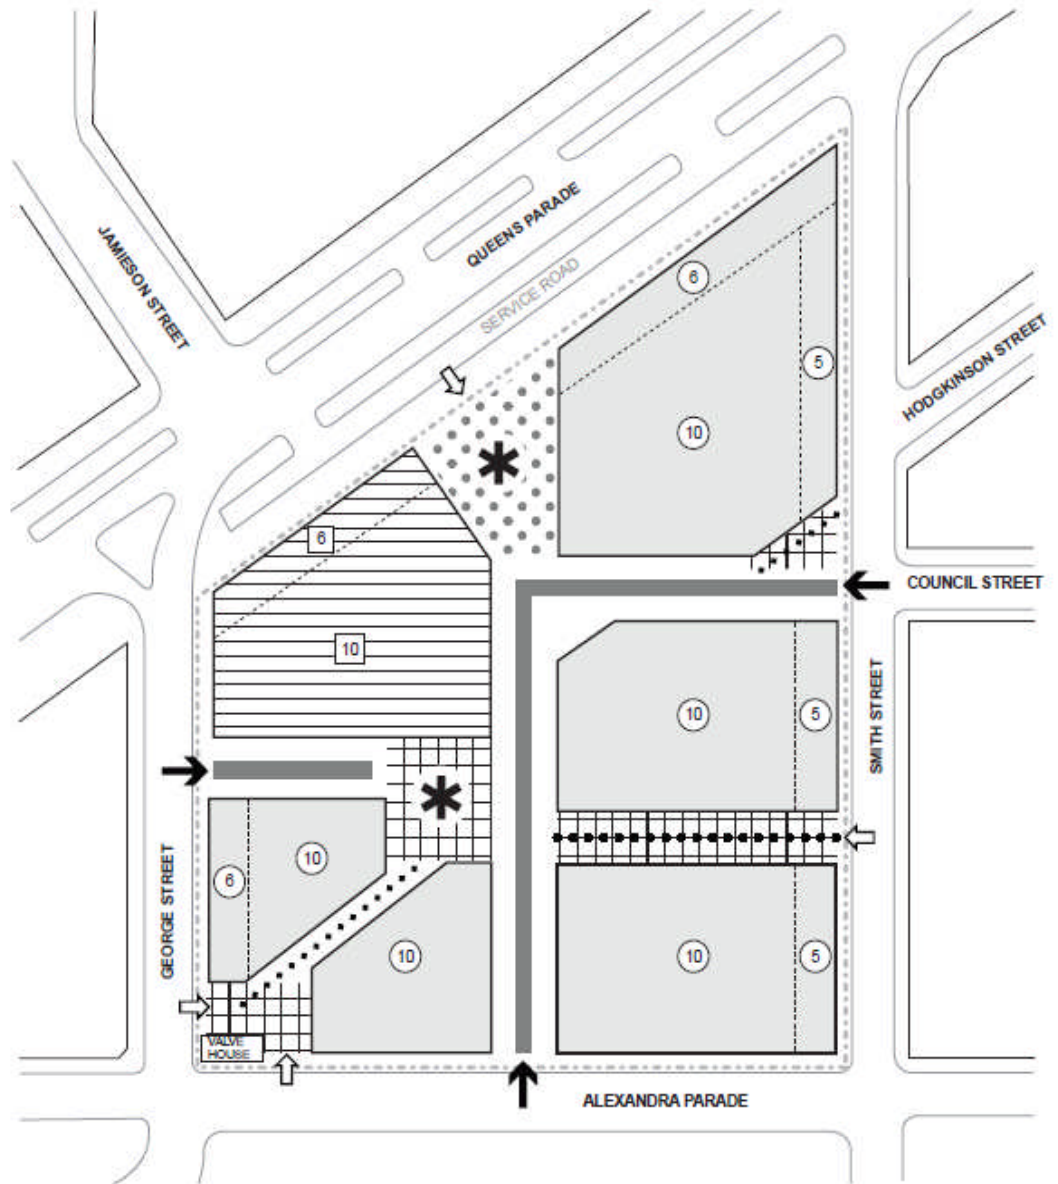 JAMIESON STREET
QUEENS PARADE
SERVICE ROAD
6
5
HODGKINSON STREET
10
6
10
COUNCIL STREET
10
5
SMITH STREET
10
6
GEORGE STREET
10
10
5
VALVE
HOUSE
ALEXANDRA PARADE